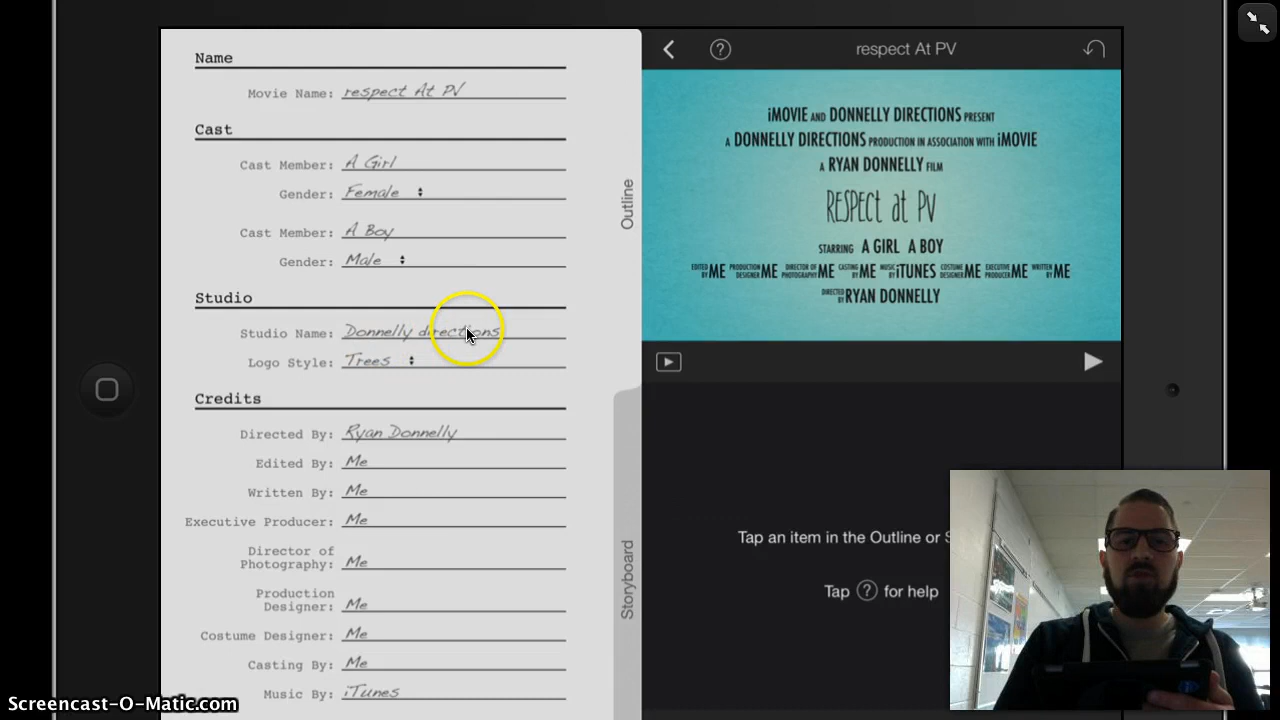 Name
Movie Name: respect At PV
Cast
Cast Member: A Girl
Gender: Female
Cast Member: A Boy
Gender: Male
Studio
Studio Name: Donnelly directions
Logo Style: Trees
Credits
Directed By: Ryan Donnelly
Edited By: Me
Written By: Me
Executive Producer: Me
Director of
Photography: Me
Production
Designer: Me
Costume Designer: Me
Casting By: Me
Music By: iTunes
Outline
Storyboard
? respect At PV
iMOVIE AND DONNELLY DIRECTIONS PRESENT
A DONNELLY DIRECTIONS PRODUCTION IN ASSOCIATION WITH iMOVIE
A RYAN DONNELLY FILM
RESPECT at PV
STARRING A GIRL A BOY
EDITED BY ME PRODUCTION DESIGNER ME DIRECTOR OF PHOTOGRAPHY ME CASTING BY ME MUSIC BY iTUNES COSTUME DESIGNER ME EXECUTIVE PRODUCER ME WRITTEN BY ME
DIRECTED BY RYAN DONNELLY
Tap an item in the Outline or S
Tap ? for help
Screencast-O-Matic.com